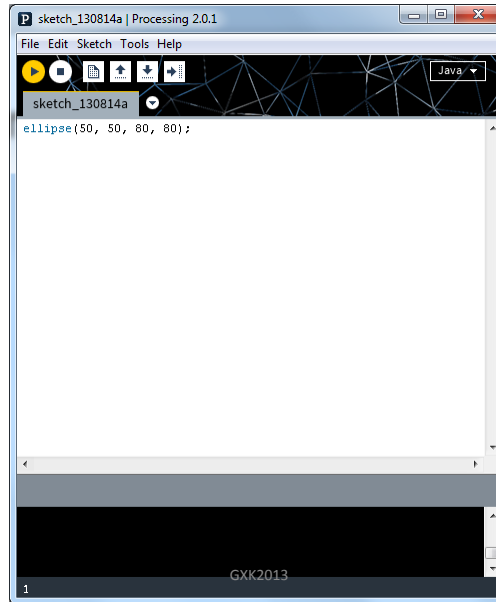 sketch_130814a | Processing 2.0.1
File Edit Sketch Tools Help
Java
sketch_130814a
ellipse(50, 50, 80, 80);
GXK2013
1